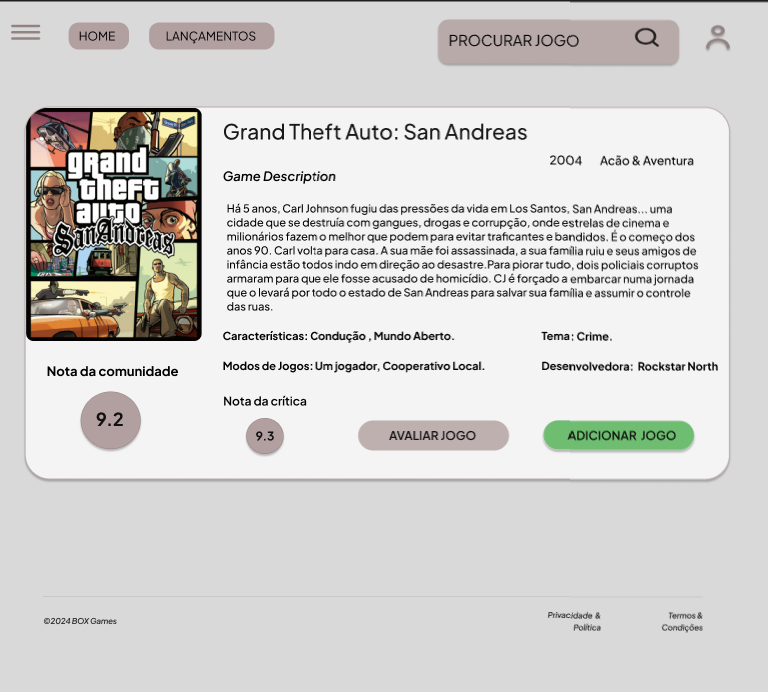 HOME
LANÇAMENTOS
PROCURAR JOGO
grand
theft
auto
San Andreas
Grand Theft Auto: San Andreas
2004 Acão & Aventura
Game Description
Há 5 anos, Carl Johnson fugiu das pressões da vida em Los Santos, San Andreas... uma
cidade que se destruía com gangues, drogas e corrupção, onde estrelas de cinema e
milionários fazem o melhor que podem para evitar traficantes e bandidos. É o começo dos
anos 90. Carl volta para casa. A sua mãe foi assassinada, a sua família ruiu e seus amigos de
infância estão todos indo em direção ao desastre.Para piorar tudo, dois policiais corruptos
armaram para que ele fosse acusado de homicídio. CJ é forçado a embarcar numa jornada
que o levará por todo o estado de San Andreas para salvar sua família e assumir o controle
das ruas.
Características: Condução , Mundo Aberto.
Tema: Crime.
Modos de Jogos: Um jogador, Cooperativo Local.
Desenvolvedora: Rockstar North
Nota da comunidade
9.2
Nota da crítica
9.3
AVALIAR JOGO
ADICIONAR JOGO
©2024 BOX Games
Privacidade &
Política
Termos &
Condições